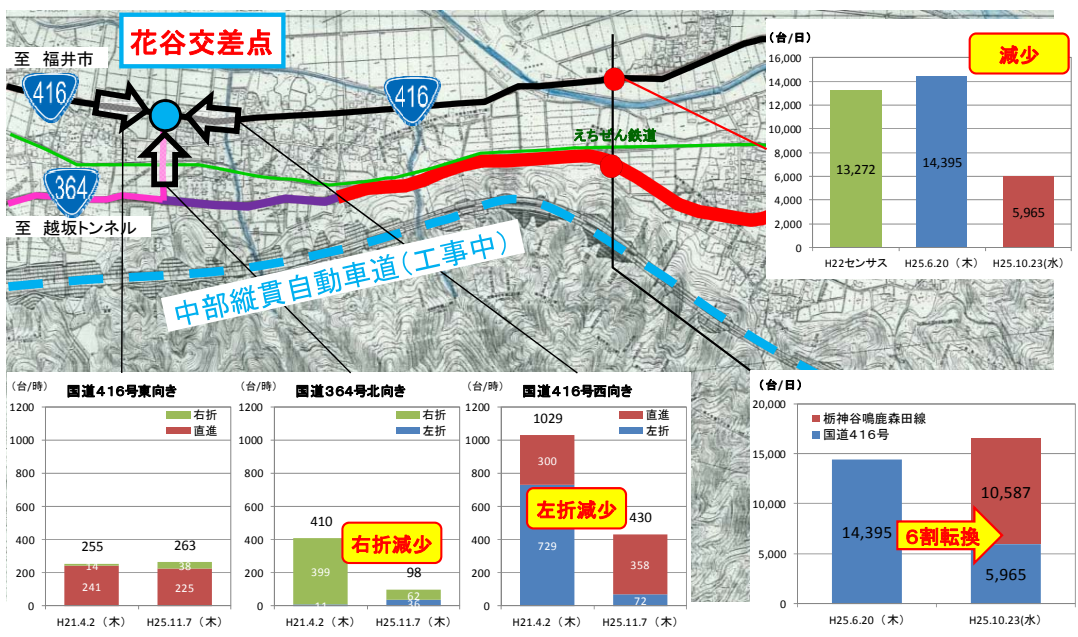 花谷交差点
至 福井市
416
416
えちぜん鉄道
364
至 越坂トンネル
中部縦貫自動車道(工事中)
(台/日)
減少
16,000
14,000
12,000
10,000
8,000
6,000
4,000
2,000
0
13,272
14,395
5,965
H22センサス
H25.6.20 (木)
H25.10.23(水)
(台/時)
国道416号東向き
1200
1000
800
600
400
200
0
右折
直進
255
14
241
263
38
225
H21.4.2 (木)
H25.11.7 (木)
(台/時)
国道364号北向き
1200
1000
800
600
400
200
0
右折
左折
410
399
11
右折減少
98
62
36
H21.4.2 (木)
H25.11.7 (木)
(台/時)
国道416号西向き
1200
1000
800
600
400
200
0
直進
左折
1029
300
729
左折減少
430
358
72
H21.4.2 (木)
H25.11.7 (木)
(台/日)
20,000
15,000
10,000
5,000
0
栃神谷鳴鹿森田線
国道416号
14,395
6割転換
10,587
5,965
H25.6.20 (木)
H25.10.23(水)